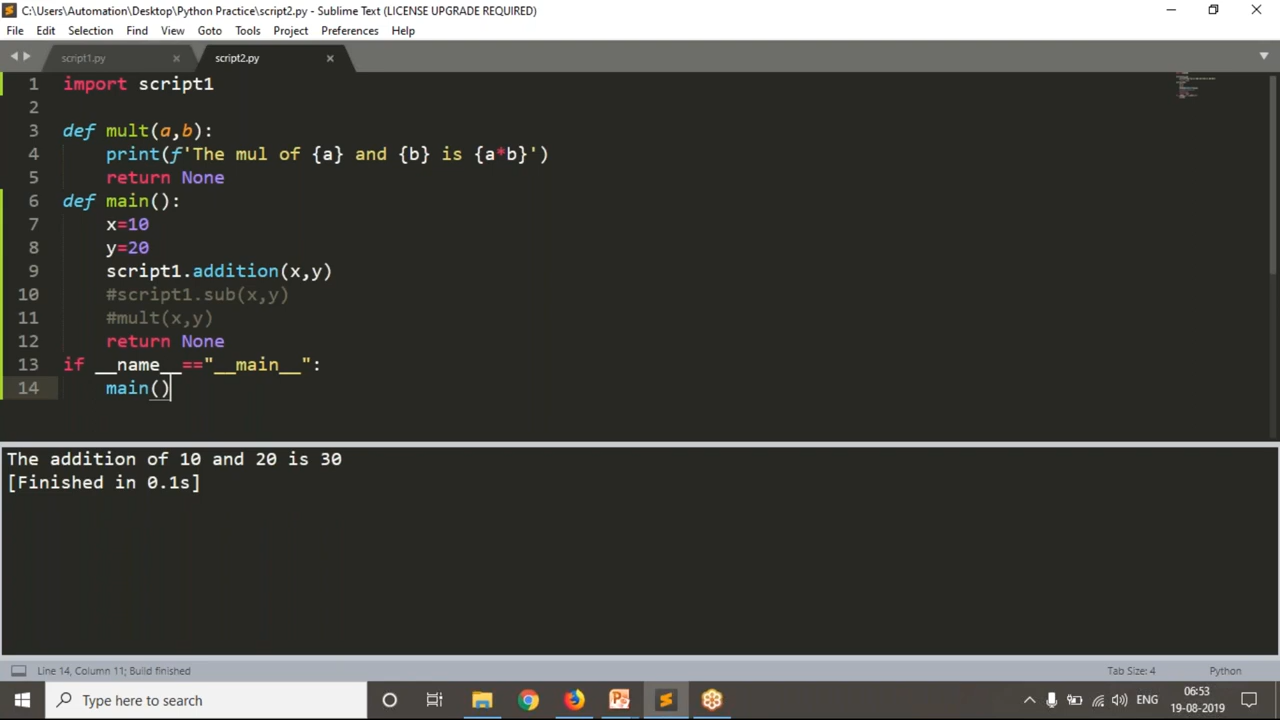 C:\Users\Automation\Desktop\Python Practice\script2.py - Sublime Text (LICENSE UPGRADE REQUIRED)
File Edit Selection Find View Goto Tools Project Preferences Help
script1.py × script2.py ×
1 import script1
2
3 def mult(a,b):
4     print(f'The mul of {a} and {b} is {a*b}')
5     return None
6 def main():
7     x=10
8     y=20
9     script1.addition(x,y)
10     #script1.sub(x,y)
11     #mult(x,y)
12     return None
13 if __name__=="__main__":
14     main()
The addition of 10 and 20 is 30
[Finished in 0.1s]
Line 14, Column 11; Build finished Tab Size: 4 Python
Type here to search ENG 06:53
19-08-2019